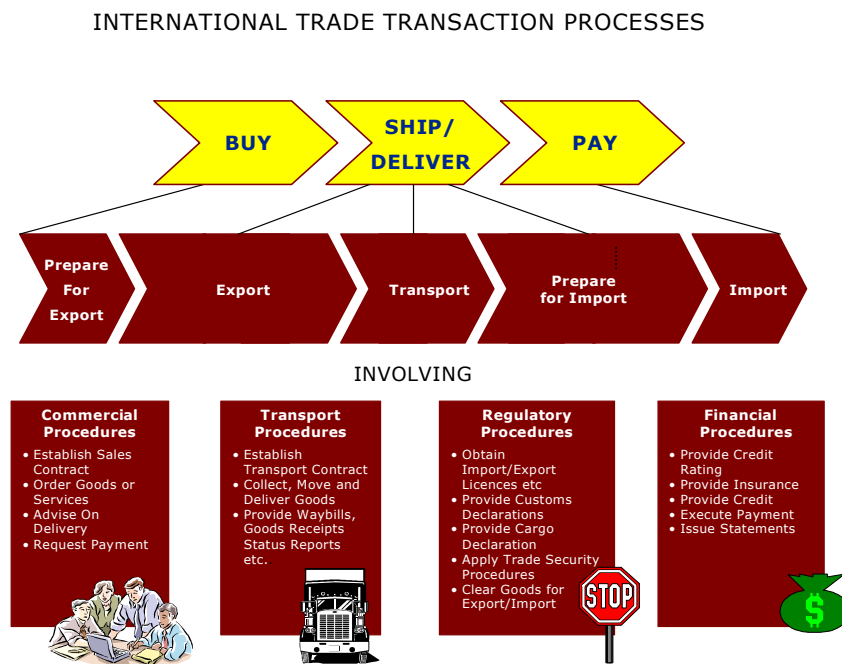 INTERNATIONAL TRADE TRANSACTION PROCESSES
BUY
SHIP/
DELIVER
PAY
Prepare
For
Export
Export
Transport
Prepare
for Import
Import
INVOLVING
Commercial
Procedures
• Establish Sales
Contract
• Order Goods or
Services
• Advise On
Delivery
• Request Payment
Transport
Procedures
• Establish
Transport Contract
• Collect, Move and
Deliver Goods
• Provide Waybills,
Goods Receipts
Status Reports
etc.
Regulatory
Procedures
• Obtain
Import/Export
Licences etc
• Provide Customs
Declarations
• Provide Cargo
Declaration
• Apply Trade Security
Procedures
• Clear Goods for
Export/Import
STOP
Financial
Procedures
• Provide Credit
Rating
• Provide Insurance
• Provide Credit
• Execute Payment
• Issue Statements
$